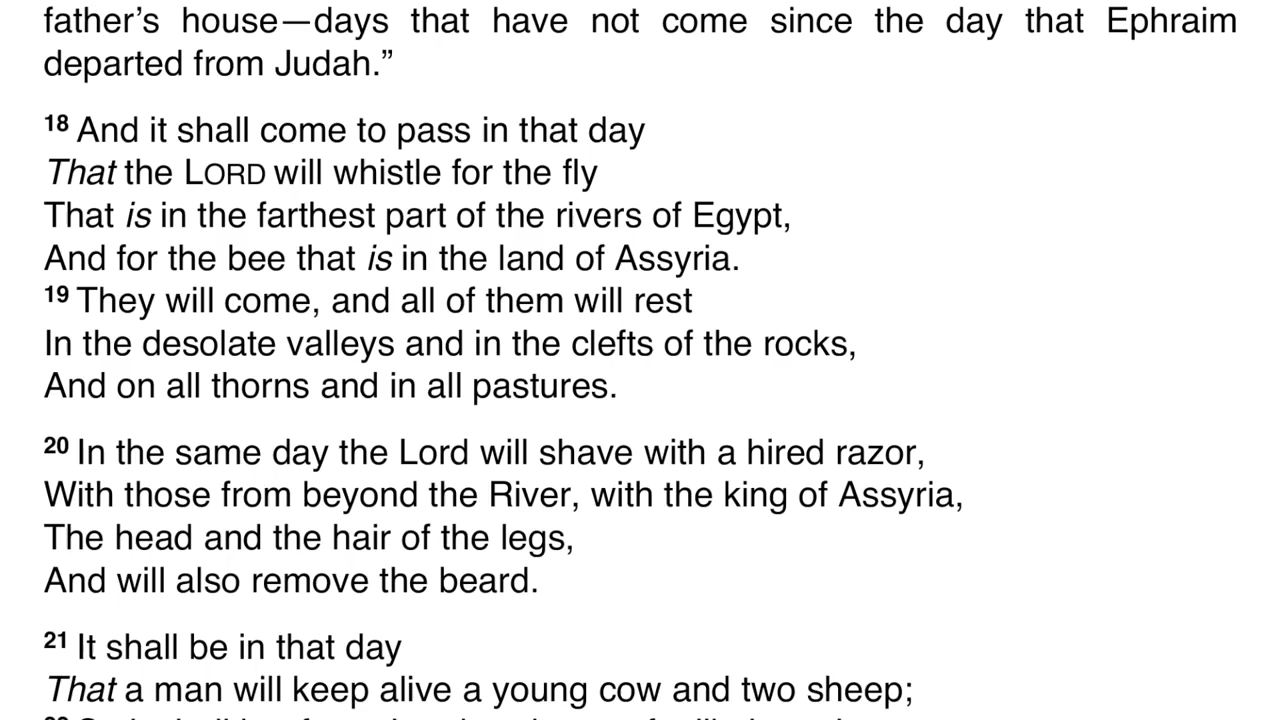 father’s house—days that have not come since the day that Ephraim
departed from Judah.”
18 And it shall come to pass in that day
That the LORD will whistle for the fly
That is in the farthest part of the rivers of Egypt,
And for the bee that is in the land of Assyria.
19 They will come, and all of them will rest
In the desolate valleys and in the clefts of the rocks,
And on all thorns and in all pastures.
20 In the same day the Lord will shave with a hired razor,
With those from beyond the River, with the king of Assyria,
The head and the hair of the legs,
And will also remove the beard.
21 It shall be in that day
That a man will keep alive a young cow and two sheep;